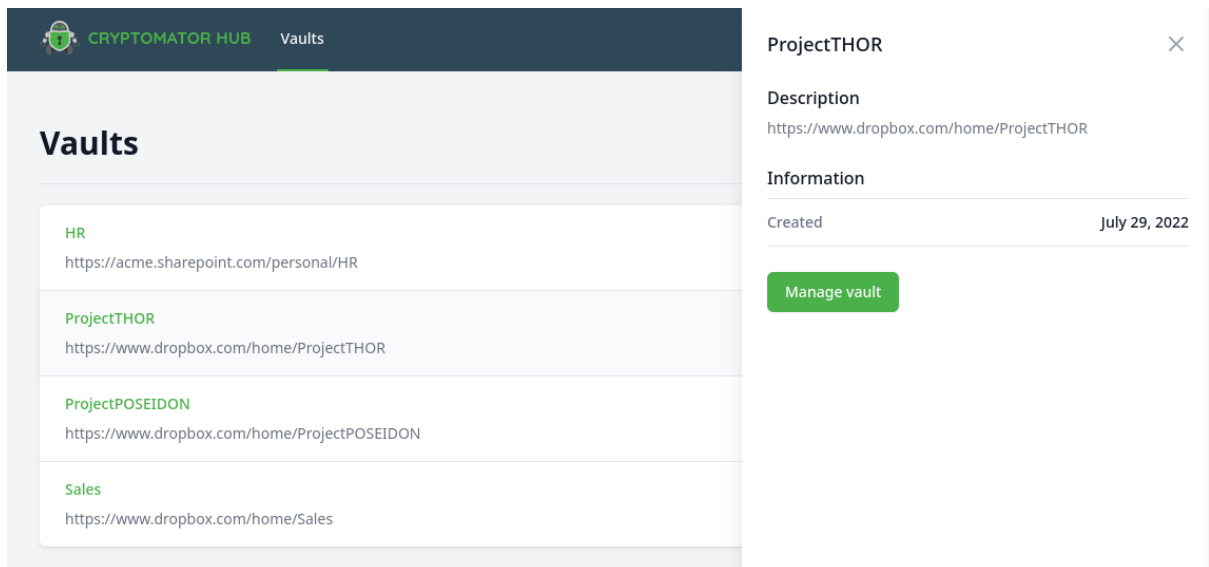 CRYPTOMATOR HUB Vaults
Vaults
HR
https://acme.sharepoint.com/personal/HR
ProjectTHOR
https://www.dropbox.com/home/ProjectTHOR
ProjectPOSEIDON
https://www.dropbox.com/home/ProjectPOSEIDON
Sales
https://www.dropbox.com/home/Sales
ProjectTHOR
Description
https://www.dropbox.com/home/ProjectTHOR
Information
Created July 29, 2022
Manage vault